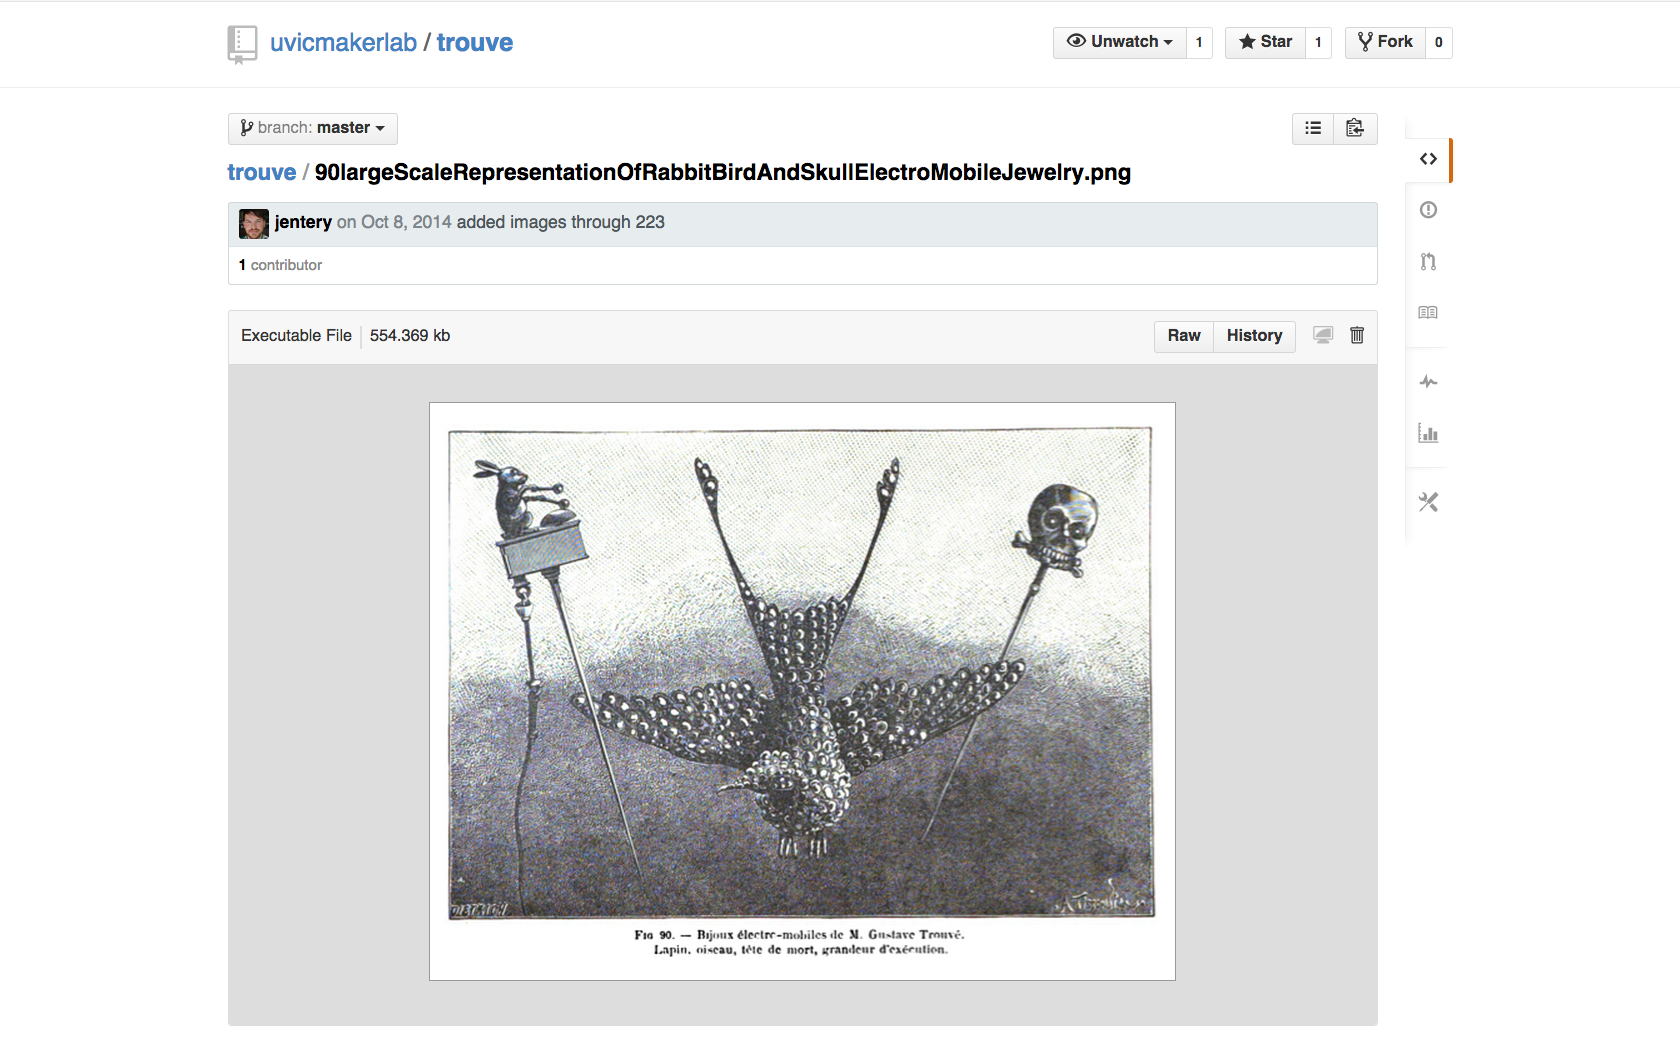 uvicmakerlab / trouve
Unwatch 1 Star 1 Fork 0
branch: master
trouve / 90largeScaleRepresentationOfRabbitBirdAndSkullElectroMobileJewelry.png
jentery on Oct 8, 2014 added images through 223
1 contributor
Executable File 554.369 kb Raw History
DIETRICH
FIG 90. — Bijoux électro-mobiles de M. Gustave Trouvé.
Lapin, oiseau, tête de mort, grandeur d'exécution.